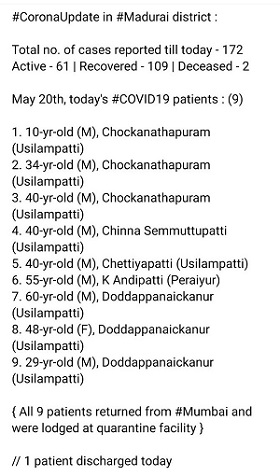 #CoronaUpdate in #Madurai district :
Total no. of cases reported till today - 172
Active - 61 | Recovered - 109 | Deceased - 2
May 20th, today's #COVID19 patients : (9)
1. 10-yr-old (M), Chockanathapuram
(Usilampatti)
2. 34-yr-old (M), Chockanathapuram
(Usilampatti)
3. 40-yr-old (M), Chockanathapuram
(Usilampatti)
4. 40-yr-old (M), Chinna Semmuttupatti
(Usilampatti)
5. 40-yr-old (M), Chettiyapatti (Usilampatti)
6. 55-yr-old (M), K Andipatti (Peraiyur)
7. 60-yr-old (M), Doddappanaickanur
(Usilampatti)
8. 48-yr-old (F), Doddappanaickanur
(Usilampatti)
9. 29-yr-old (M), Doddappanaickanur
(Usilampatti)
{ All 9 patients returned from #Mumbai and
were lodged at quarantine facility }
// 1 patient discharged today